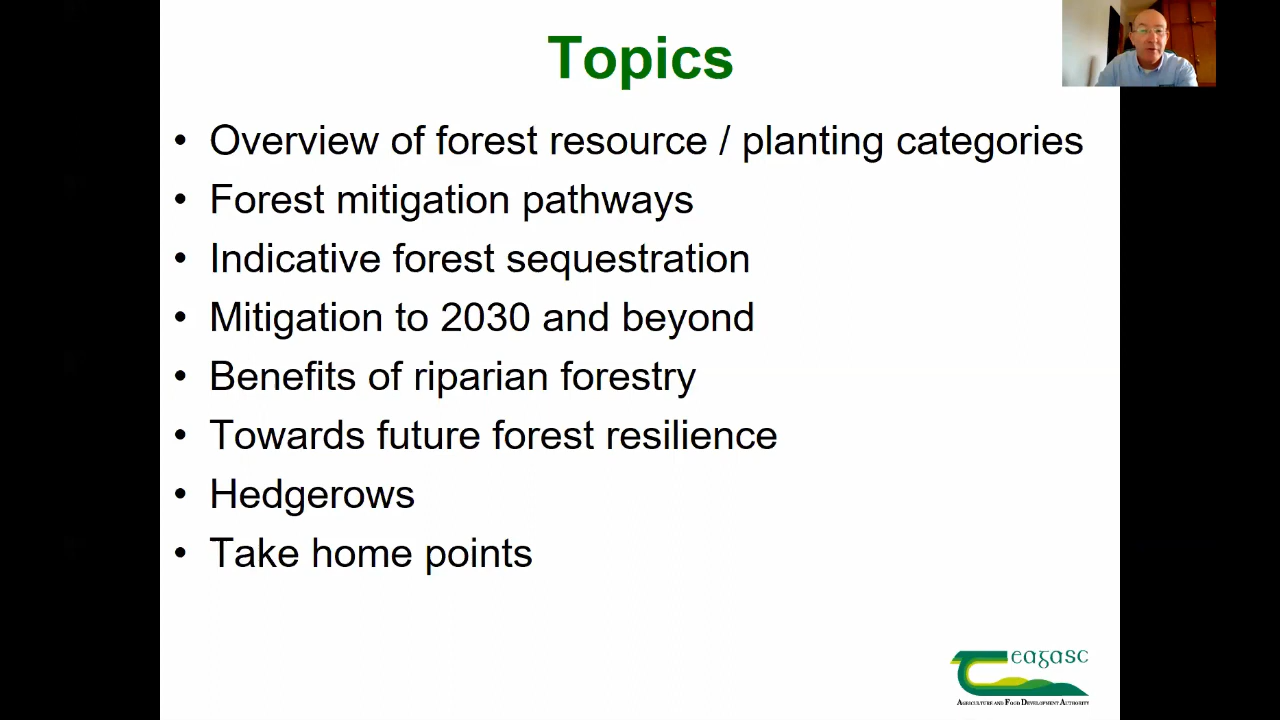 Topics
• Overview of forest resource / planting categories
• Forest mitigation pathways
• Indicative forest sequestration
• Mitigation to 2030 and beyond
• Benefits of riparian forestry
• Towards future forest resilience
• Hedgerows
• Take home points
teagasc
Agriculture and Food Development Authority